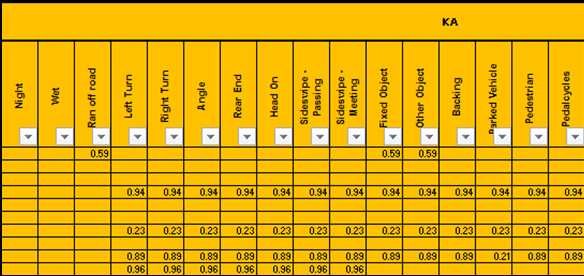 KA
Night Wet Ran off road Left Turn Right Turn Angle Rear End Head On Sideswipe - Passing Sideswipe - Meeting Fixed Object Other Object Backing Parked Vehicle Pedestrian Pedalcycles
0.59 0.59 0.59
0.94 0.94 0.94 0.94 0.94 0.94 0.94 0.94 0.94 0.94 0.94 0.94 0.94
0.23 0.23 0.23 0.23 0.23 0.23 0.23 0.23 0.23 0.23 0.23 0.23 0.23
0.89 0.89 0.89 0.89 0.89 0.89 0.89 0.89 0.89 0.89 0.21 0.89 0.89
0.96 0.96 0.96 0.96 0.96 0.96 0.96